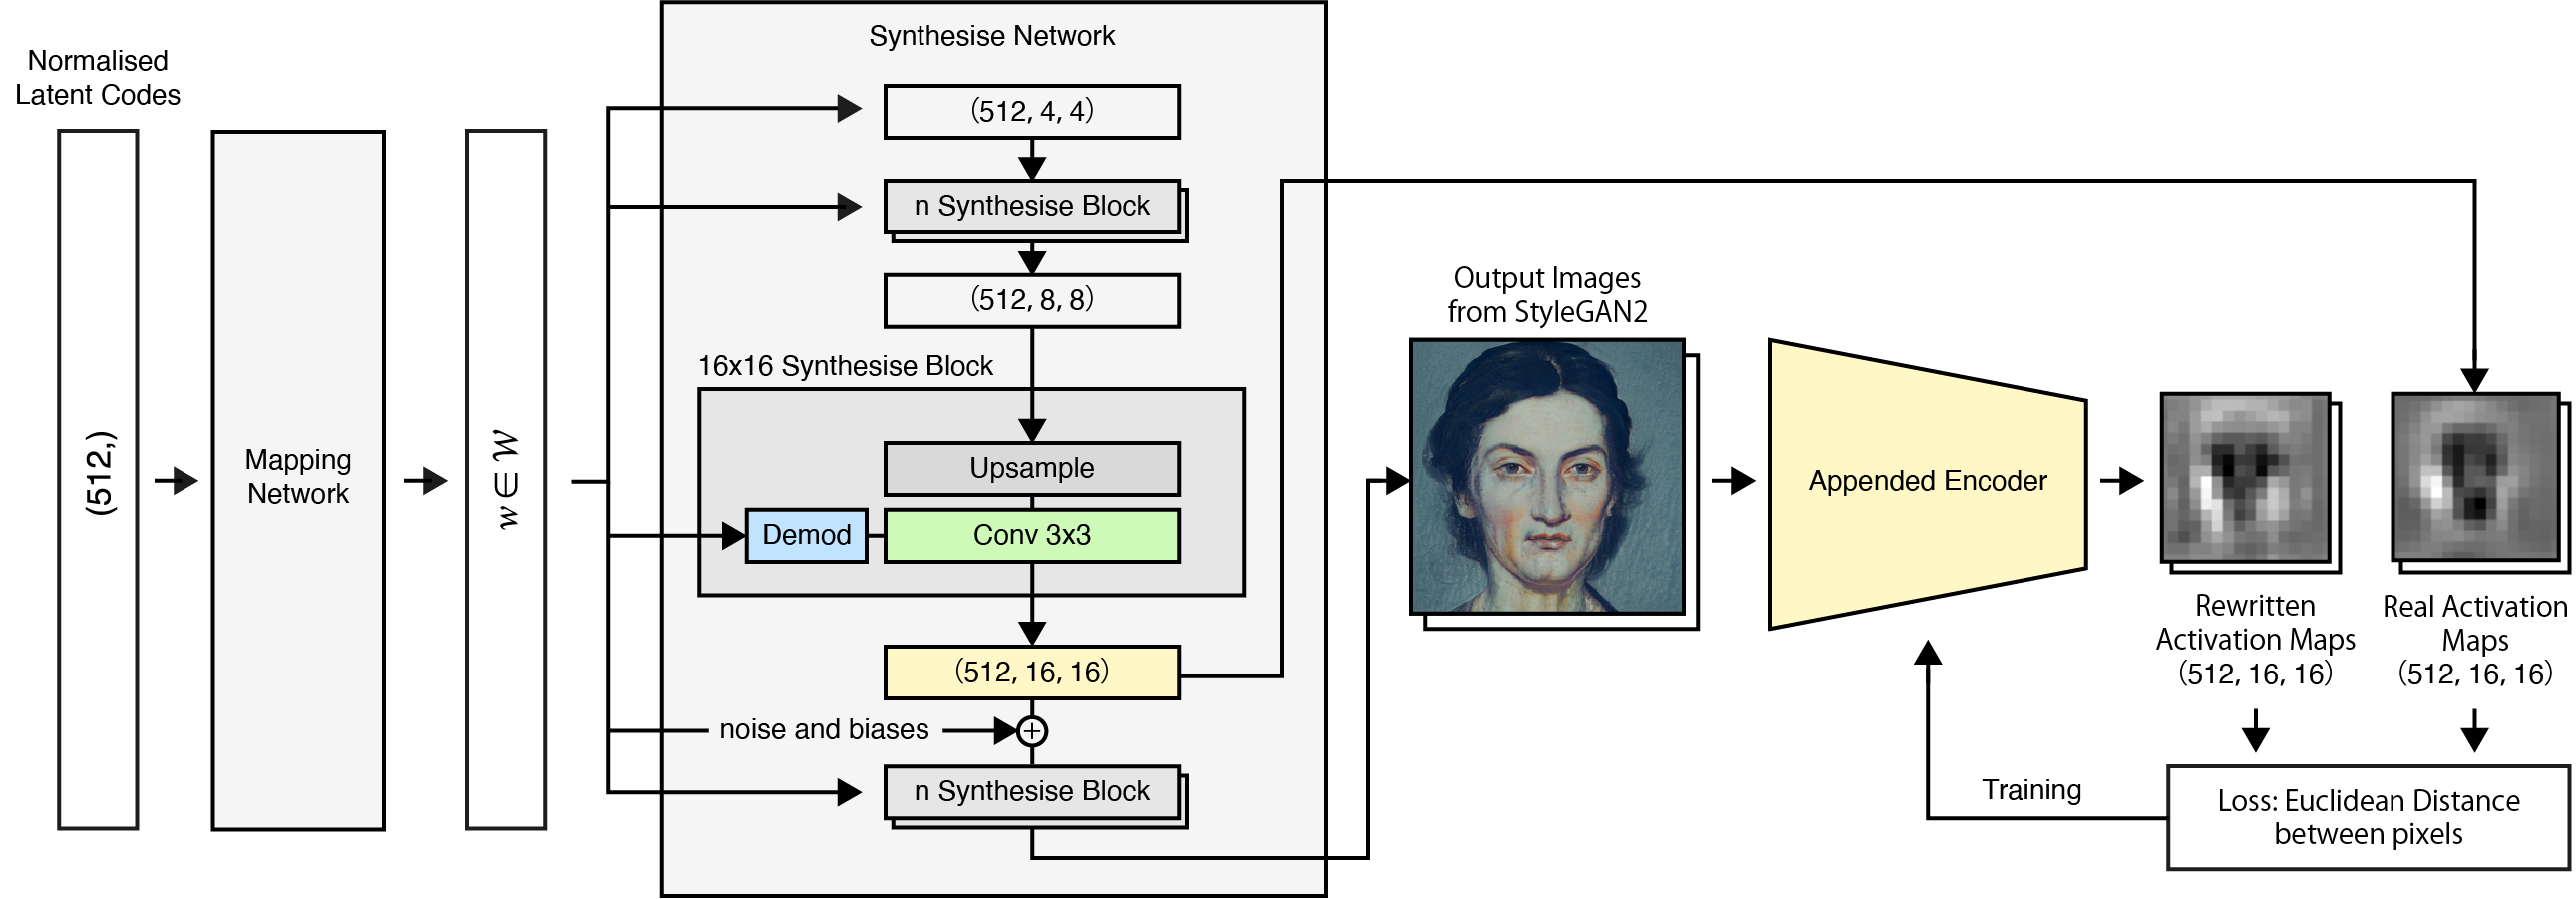 Normalised
Latent Codes
(512,)
Mapping
Network
w ∈ W
Synthesise Network
(512, 4, 4)
n Synthesise Block
(512, 8, 8)
16x16 Synthesise Block
Upsample
Demod
Conv 3x3
(512, 16, 16)
noise and biases
n Synthesise Block
Output Images
from StyleGAN2
Appended Encoder
Rewritten
Activation Maps
(512, 16, 16)
Real Activation
Maps
(512, 16, 16)
Training
Loss: Euclidean Distance
between pixels